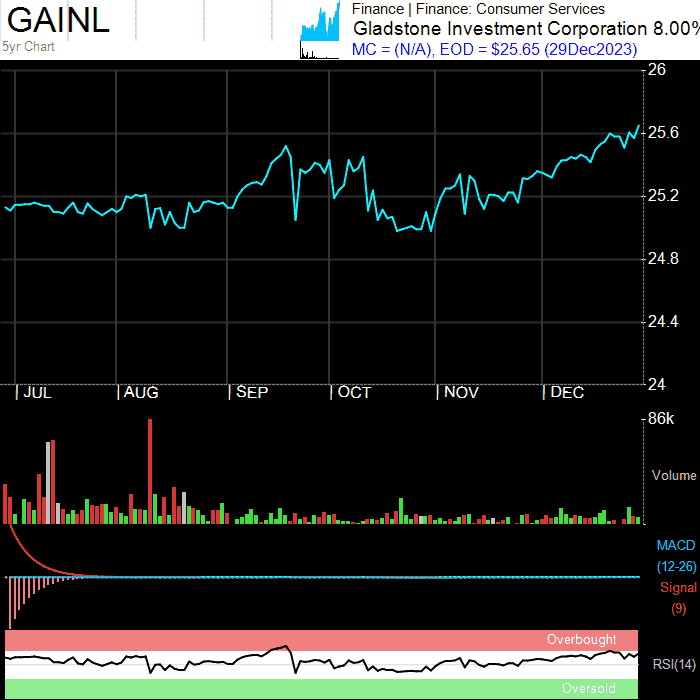 GAINL
5yr Chart
Finance | Finance: Consumer Services
Gladstone Investment Corporation 8.00%
MC = (N/A), EOD = $25.65 (29Dec2023)
26
25.6
25.2
24.8
24.4
24
| JUL | AUG | SEP | OCT | NOV | DEC
86k
Volume
MACD
(12-26)
Signal
(9)
Overbought
RSI(14)
Oversold